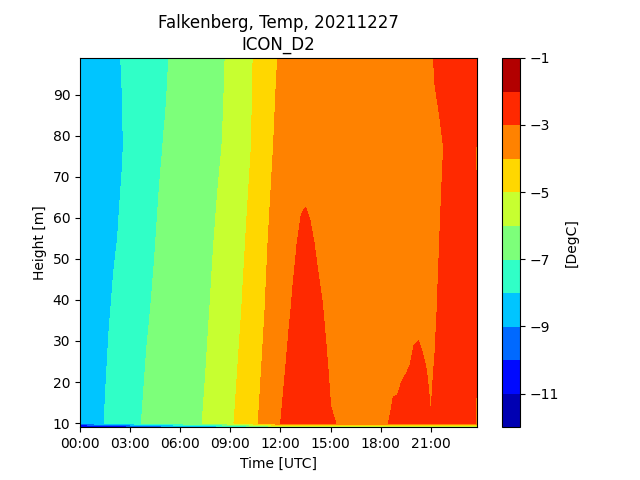 Falkenberg, Temp, 20211227
ICON_D2
Height [m]
90
80
70
60
50
40
30
20
10
00:00 03:00 06:00 09:00 12:00 15:00 18:00 21:00
Time [UTC]
−1
−3
−5
−7
−9
−11
[DegC]